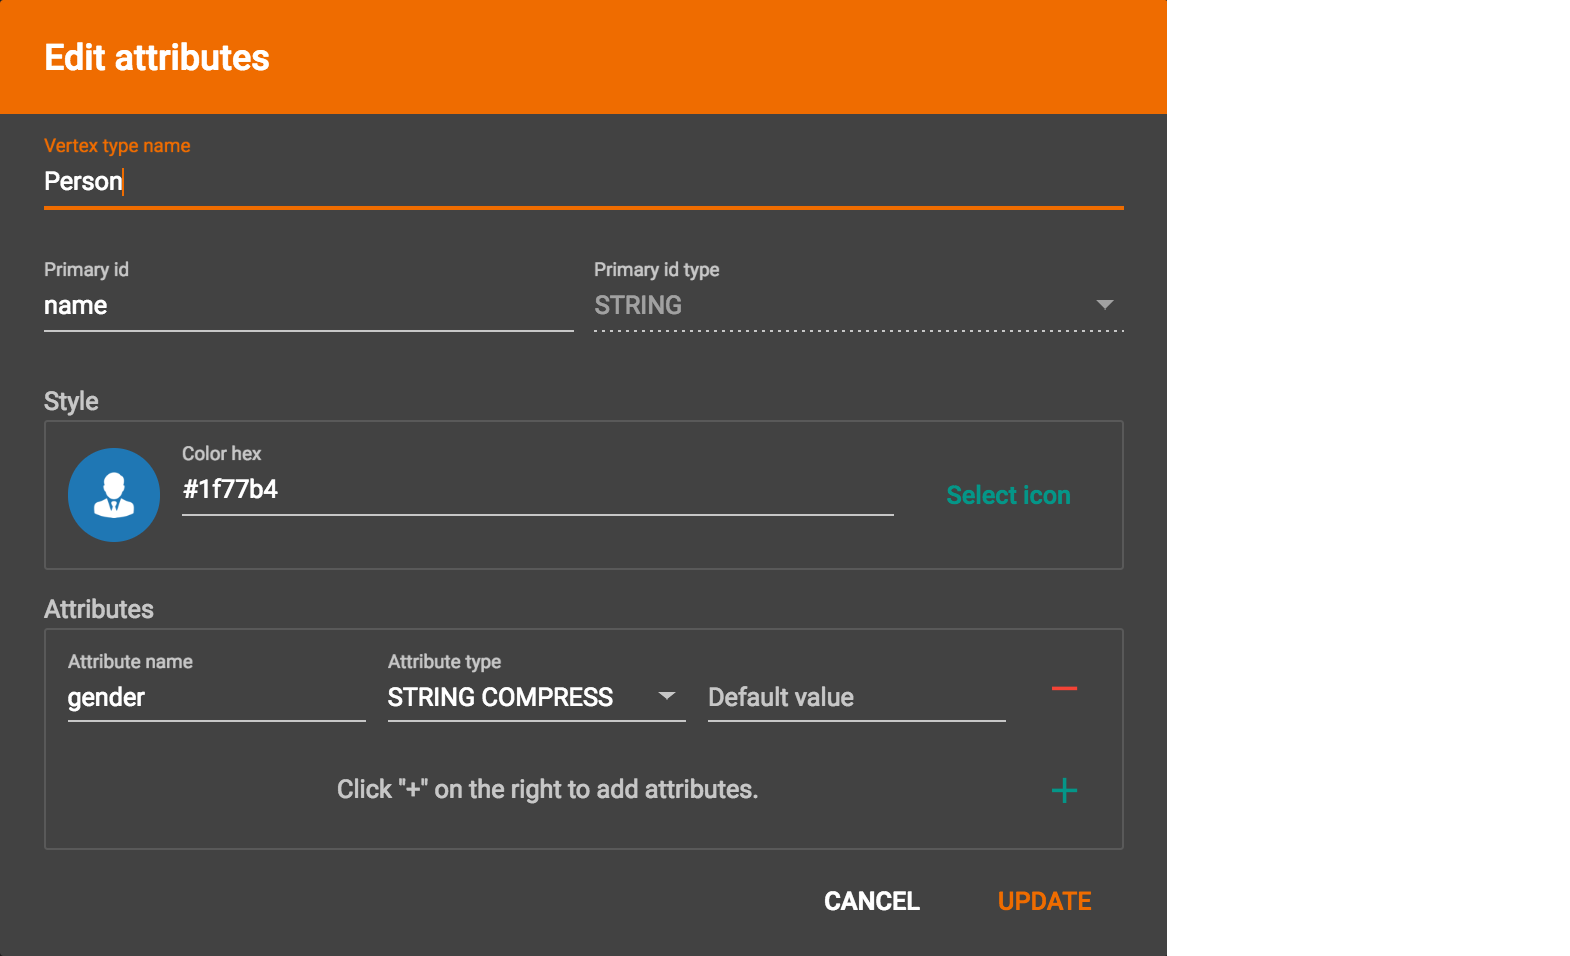 Edit attributes
Vertex type name
Person
Primary id
Primary id type
name
STRING
Style
Color hex
#1f77b4
Select icon
Attributes
Attribute name
Attribute type
gender
STRING COMPRESS
Default value
Click "+" on the right to add attributes.
CANCEL
UPDATE